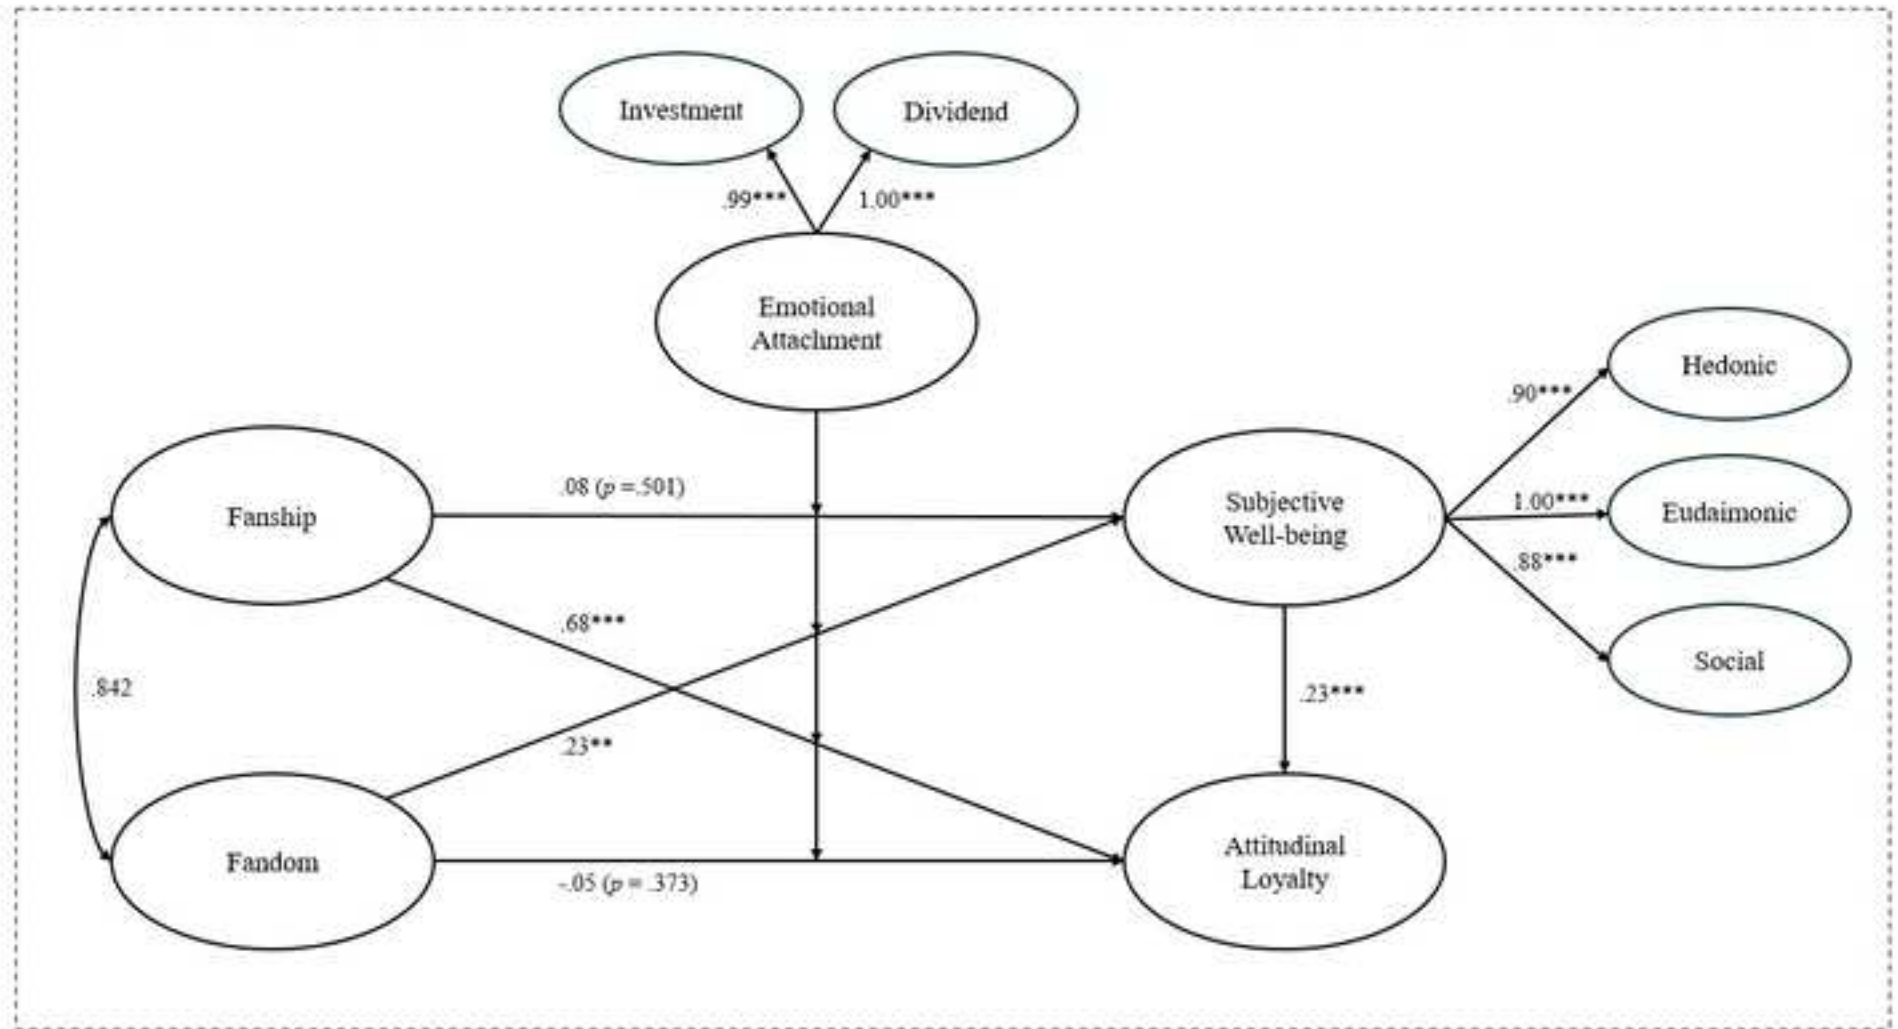 Investment
Dividend
.99***
1.00***
Emotional
Attachment
Hedonic
.90***
Fanship
.08 (p =.501)
Subjective
Well-being
1.00***
Eudaimonic
.88***
.68***
Social
.842
.23***
.23**
Fandom
-.05 (p = .373)
Attitudinal
Loyalty